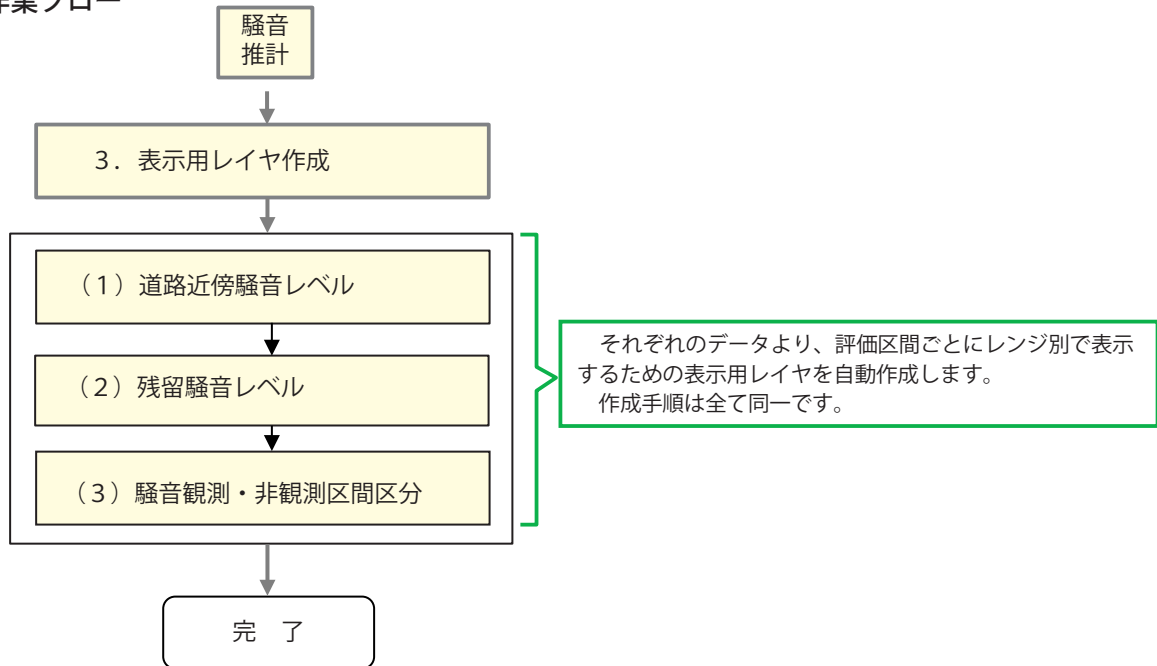 作業フロー
騒音
推計
３．表示用レイヤ作成
（１）道路近傍騒音レベル
（２）残留騒音レベル
（３）騒音観測・非観測区間区分
それぞれのデータより、評価区間ごとにレンジ別で表示
するための表示用レイヤを自動作成します。
作成手順は全て同一です。
完　了